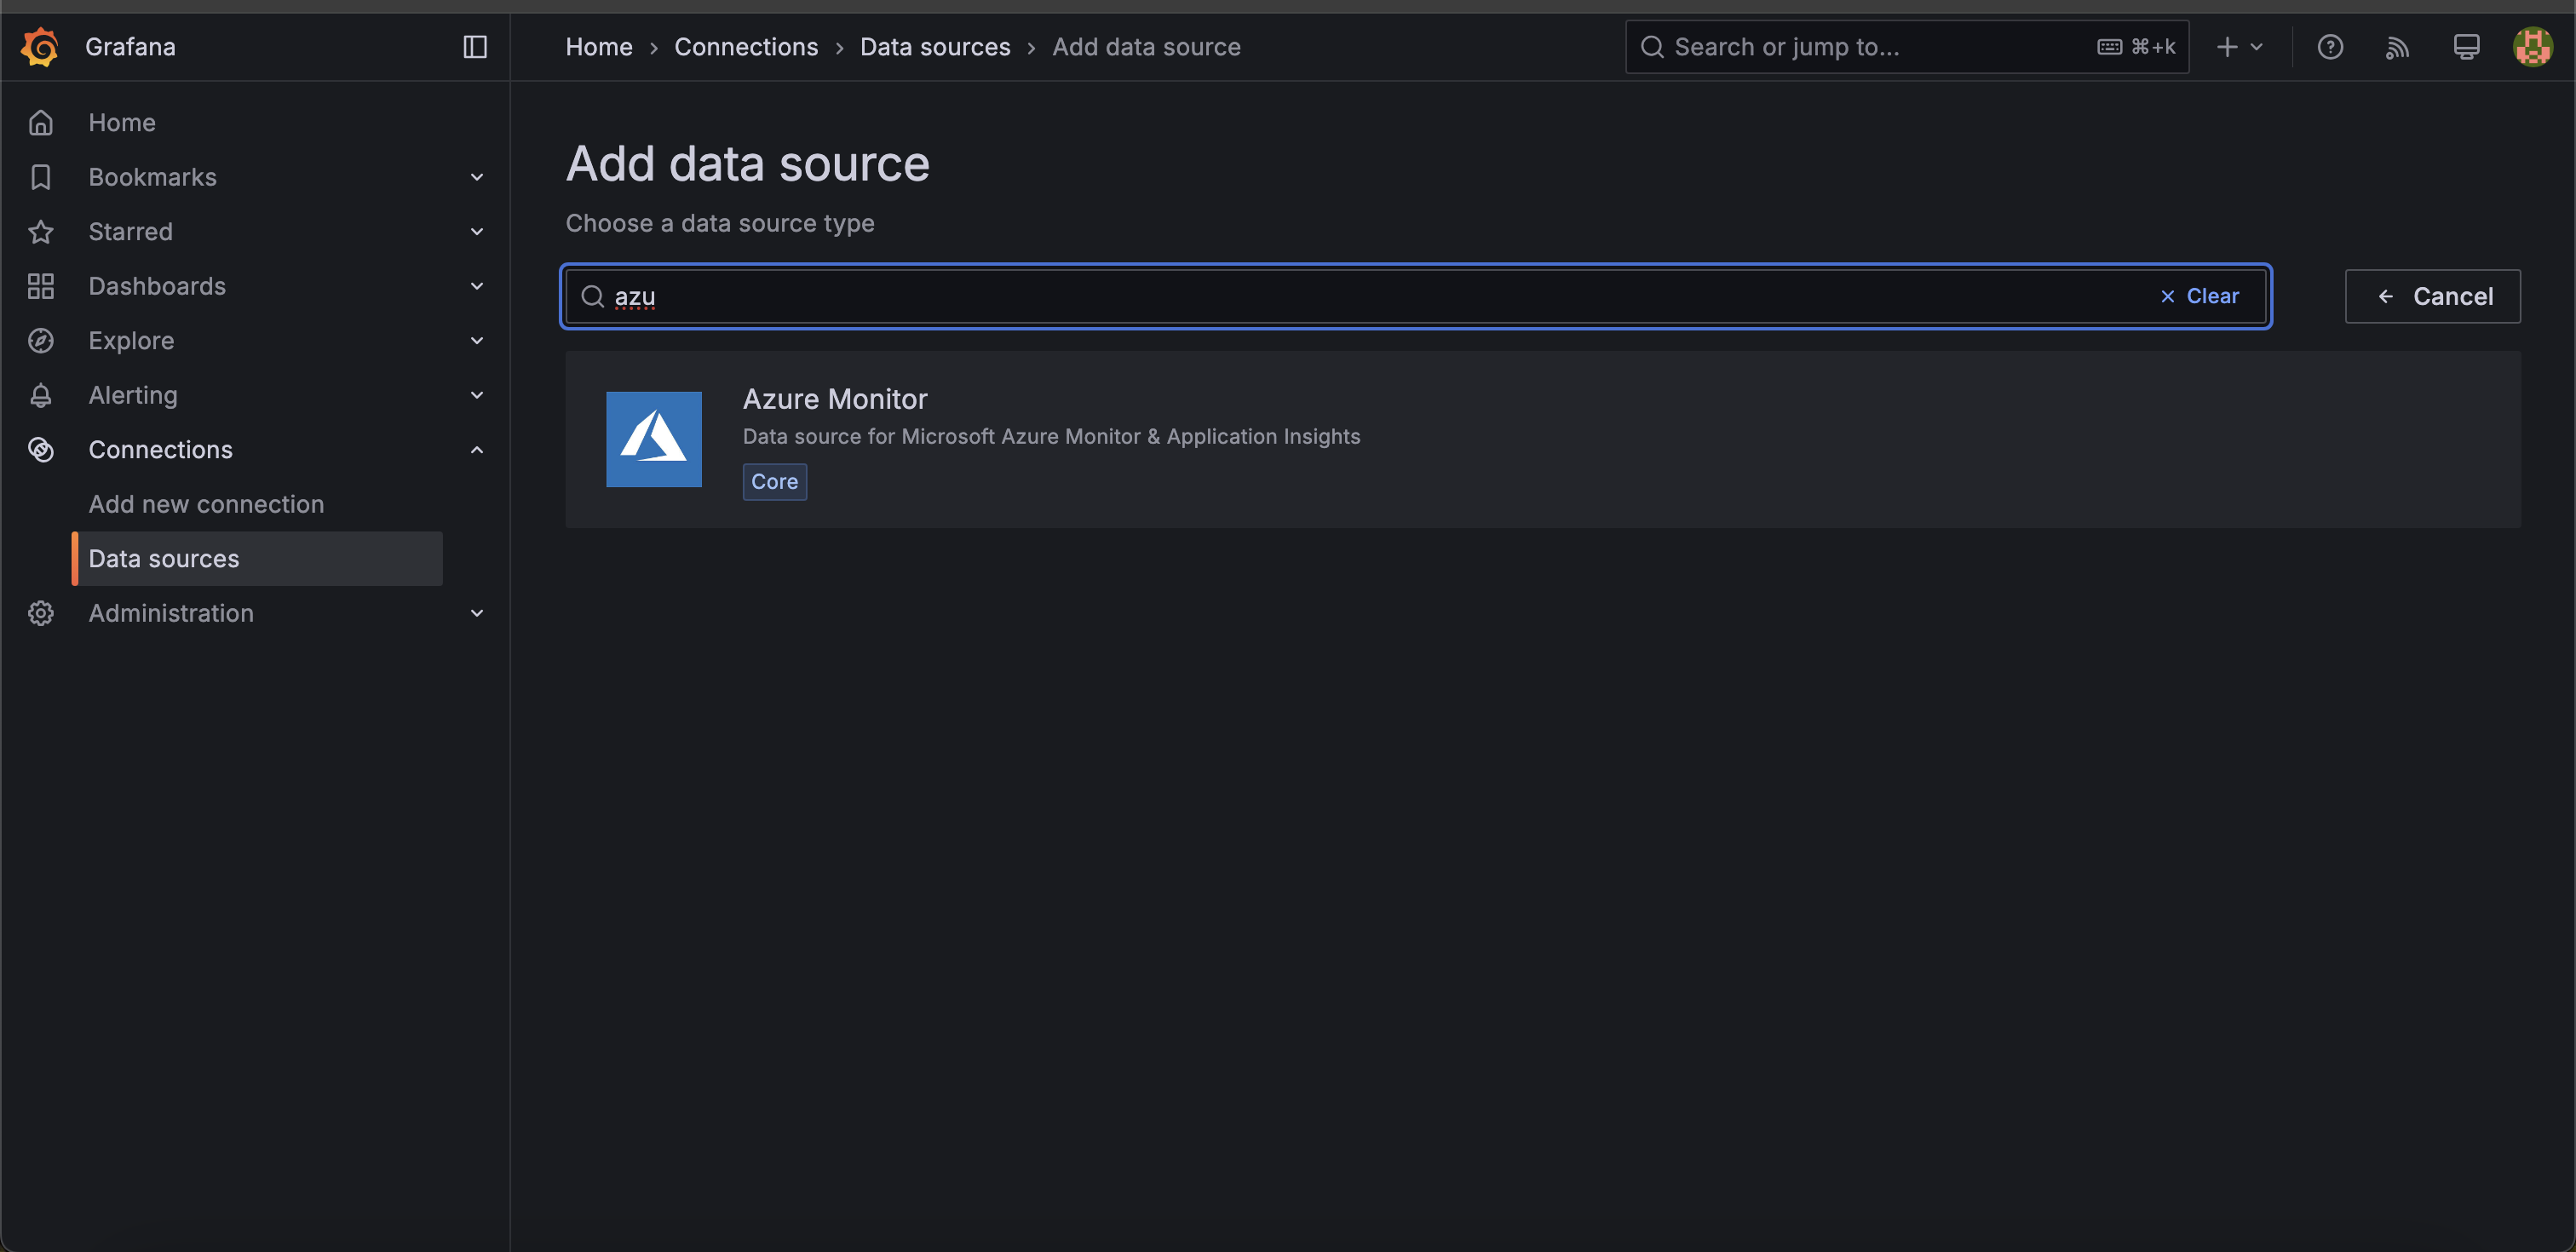 Grafana
Home › Connections › Data sources › Add data source
Search or jump to...
⌘+k
Home
Bookmarks
Starred
Dashboards
Explore
Alerting
Connections
Add new connection
Data sources
Administration
Add data source
Choose a data source type
azu
Clear
Cancel
Azure Monitor
Data source for Microsoft Azure Monitor & Application Insights
Core